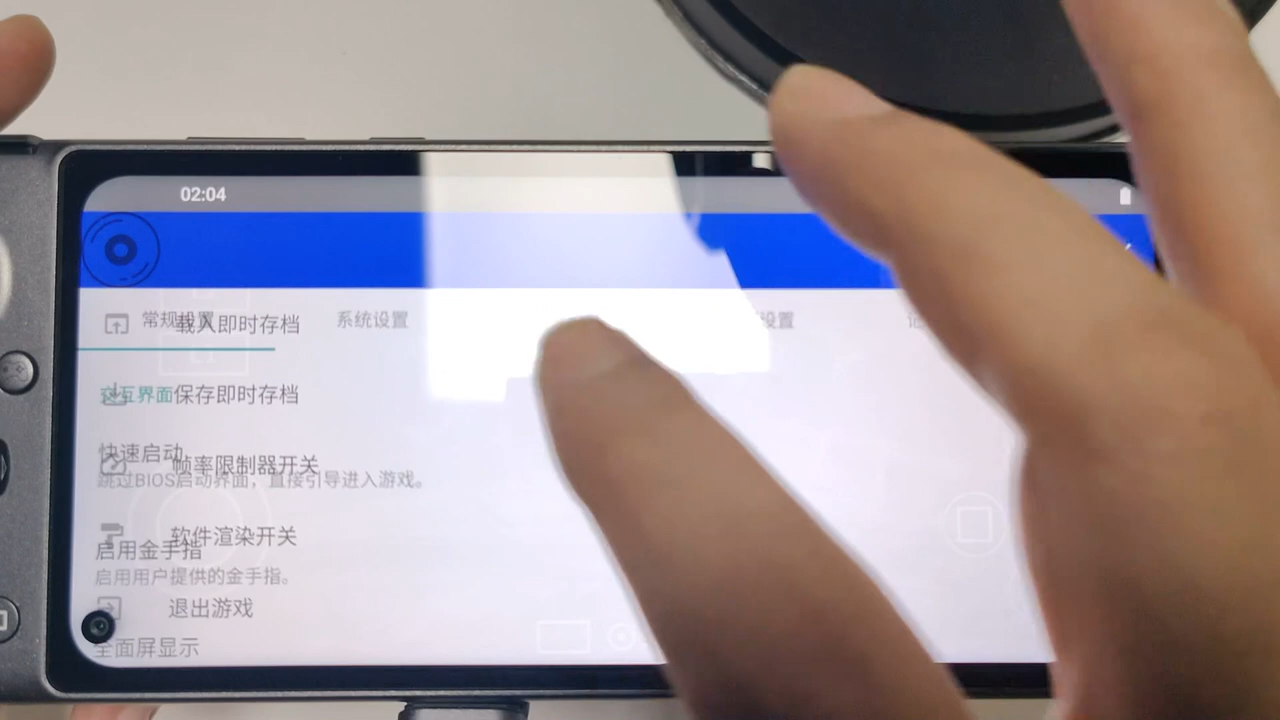 02:04
常规设置
载入即时存档
系统设置
设置
记
交互界面
保存即时存档
快速启动
帧率限制器开关
跳过BIOS启动界面，直接引导进入游戏。
软件渲染开关
启用金手指
启用用户提供的金手指。
退出游戏
全面屏显示